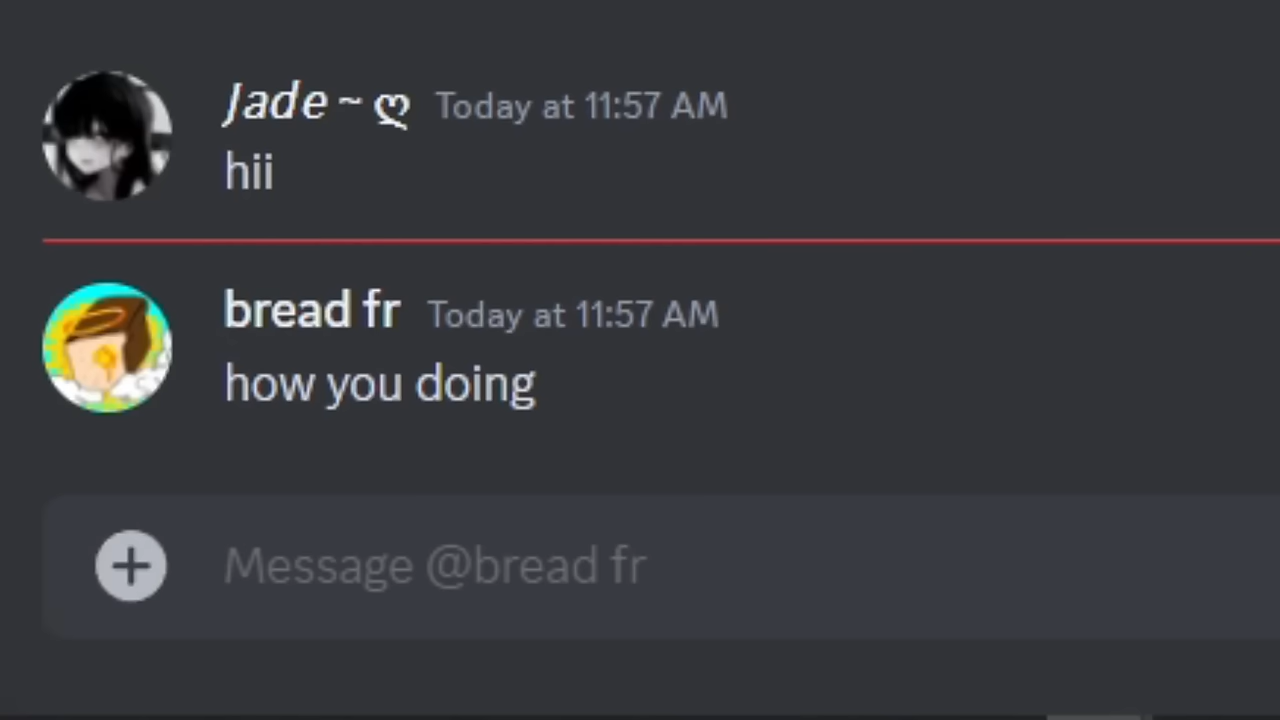 Jade ~ ღ Today at 11:57 AM
hii
bread fr Today at 11:57 AM
how you doing
Message @bread fr